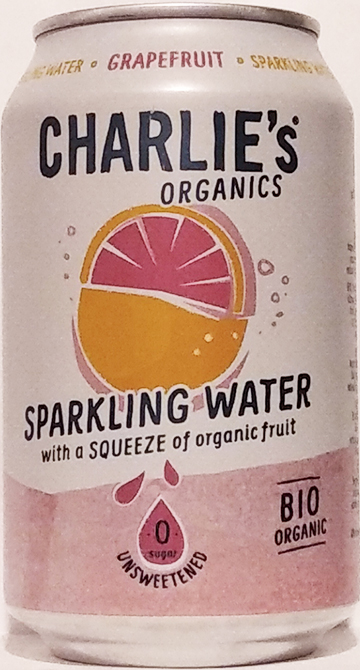 WATER • GRAPEFRUIT • SPARKLING
CHARLIE's
ORGANICS
SPARKLING WATER
with a SQUEEZE of organic fruit
0
sugar
UNSWEETENED
BIO
ORGANIC